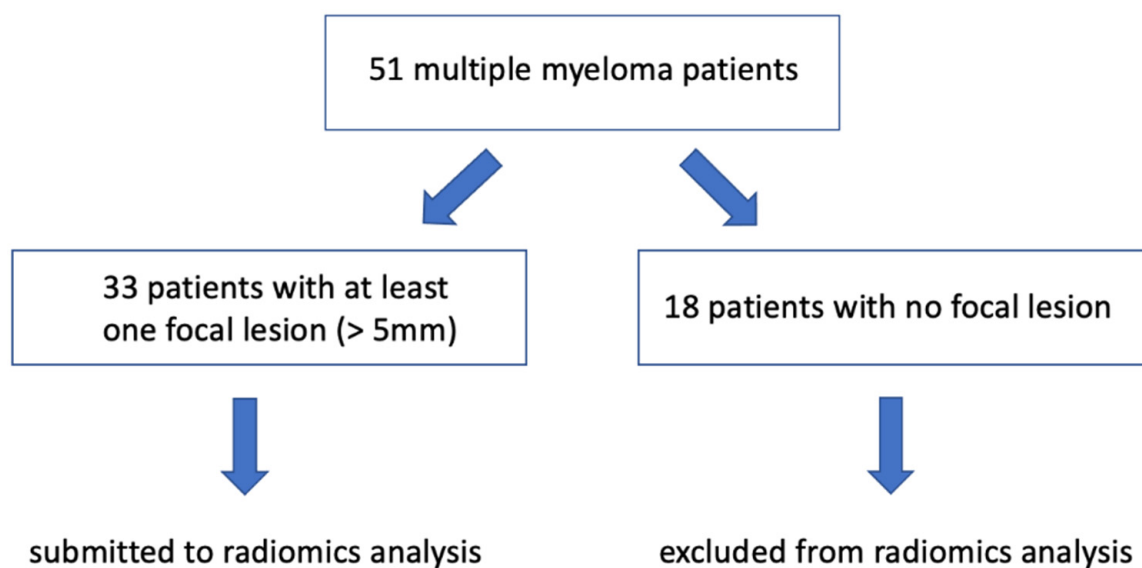 51 multiple myeloma patients
33 patients with at least
one focal lesion (> 5mm)
18 patients with no focal lesion
submitted to radiomics analysis
excluded from radiomics analysis